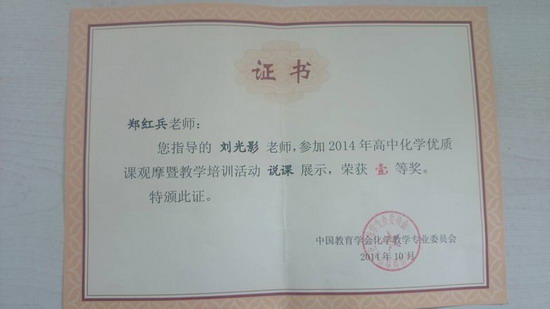 证书
郑红兵老师：
您指导的 刘光影 老师，参加2014年高中化学优质
课观摩暨教学培训活动 说课 展示，荣获 壹 等奖。
特颁此证。
中国教育学会化学教学专业委员会
2014年10月